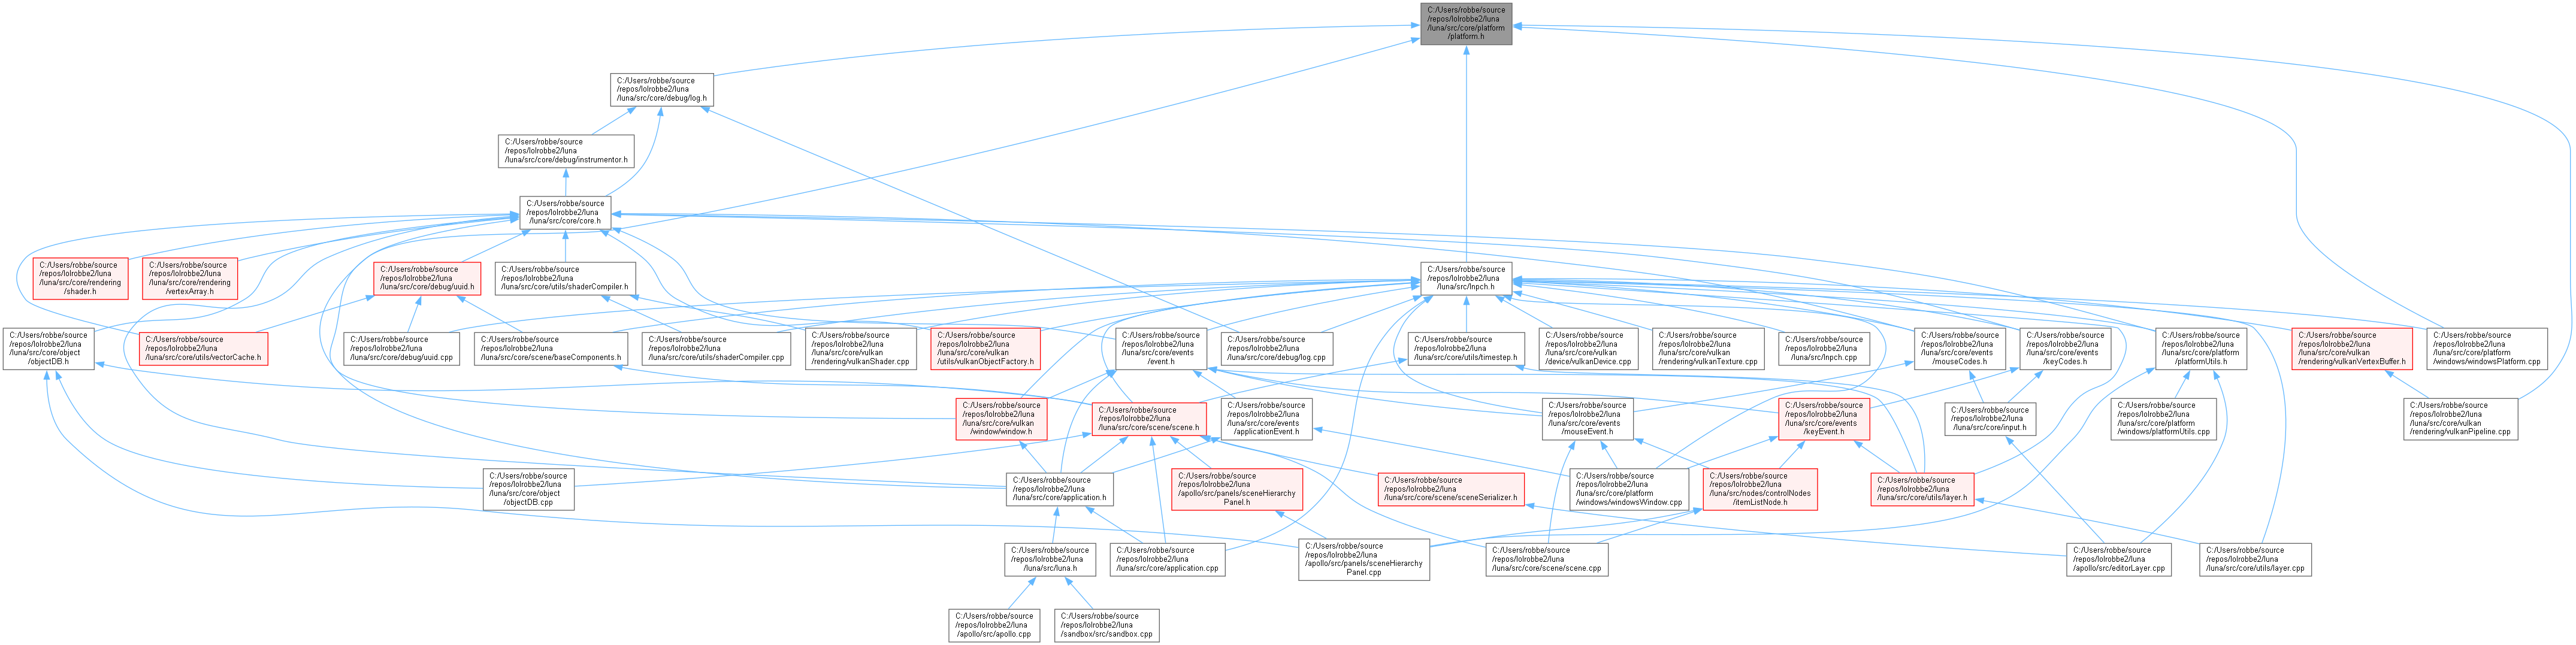 C:/Users/robbe/source
/repos/lolrobbe2/luna
/luna/src/core/platform
/platform.h
C:/Users/robbe/source
/repos/lolrobbe2/luna
/luna/src/core/debug/log.h
C:/Users/robbe/source
/repos/lolrobbe2/luna
/luna/src/core/debug/instrumentor.h
C:/Users/robbe/source
/repos/lolrobbe2/luna
/luna/src/core/core.h
C:/Users/robbe/source
/repos/lolrobbe2/luna
/luna/src/core/rendering
/shader.h
C:/Users/robbe/source
/repos/lolrobbe2/luna
/luna/src/core/rendering
/vertexArray.h
C:/Users/robbe/source
/repos/lolrobbe2/luna
/luna/src/core/debug/uuid.h
C:/Users/robbe/source
/repos/lolrobbe2/luna
/luna/src/core/utils/shaderCompiler.h
C:/Users/robbe/source
/repos/lolrobbe2/luna
/luna/src/lnpch.h
C:/Users/robbe/source
/repos/lolrobbe2/luna
/luna/src/core/object
/objectDB.h
C:/Users/robbe/source
/repos/lolrobbe2/luna
/luna/src/core/utils/vectorCache.h
C:/Users/robbe/source
/repos/lolrobbe2/luna
/luna/src/core/debug/uuid.cpp
C:/Users/robbe/source
/repos/lolrobbe2/luna
/luna/src/core/scene/baseComponents.h
C:/Users/robbe/source
/repos/lolrobbe2/luna
/luna/src/core/utils/shaderCompiler.cpp
C:/Users/robbe/source
/repos/lolrobbe2/luna
/luna/src/core/vulkan
/rendering/vulkanShader.cpp
C:/Users/robbe/source
/repos/lolrobbe2/luna
/luna/src/core/vulkan
/utils/vulkanObjectFactory.h
C:/Users/robbe/source
/repos/lolrobbe2/luna
/luna/src/core/events
/event.h
C:/Users/robbe/source
/repos/lolrobbe2/luna
/luna/src/core/debug/log.cpp
C:/Users/robbe/source
/repos/lolrobbe2/luna
/luna/src/core/utils/timestep.h
C:/Users/robbe/source
/repos/lolrobbe2/luna
/luna/src/core/vulkan
/device/vulkanDevice.cpp
C:/Users/robbe/source
/repos/lolrobbe2/luna
/luna/src/core/vulkan
/rendering/vulkanTexture.cpp
C:/Users/robbe/source
/repos/lolrobbe2/luna
/luna/src/lnpch.cpp
C:/Users/robbe/source
/repos/lolrobbe2/luna
/luna/src/core/events
/mouseCodes.h
C:/Users/robbe/source
/repos/lolrobbe2/luna
/luna/src/core/events
/keyCodes.h
C:/Users/robbe/source
/repos/lolrobbe2/luna
/luna/src/core/platform
/platformUtils.h
C:/Users/robbe/source
/repos/lolrobbe2/luna
/luna/src/core/vulkan
/rendering/vulkanVertexBuffer.h
C:/Users/robbe/source
/repos/lolrobbe2/luna
/luna/src/core/platform
/windows/windowsPlatform.cpp
C:/Users/robbe/source
/repos/lolrobbe2/luna
/luna/src/core/vulkan
/window/window.h
C:/Users/robbe/source
/repos/lolrobbe2/luna
/luna/src/core/scene/scene.h
C:/Users/robbe/source
/repos/lolrobbe2/luna
/luna/src/core/events
/applicationEvent.h
C:/Users/robbe/source
/repos/lolrobbe2/luna
/luna/src/core/events
/mouseEvent.h
C:/Users/robbe/source
/repos/lolrobbe2/luna
/luna/src/core/events
/keyEvent.h
C:/Users/robbe/source
/repos/lolrobbe2/luna
/luna/src/core/input.h
C:/Users/robbe/source
/repos/lolrobbe2/luna
/luna/src/core/platform
/windows/platformUtils.cpp
C:/Users/robbe/source
/repos/lolrobbe2/luna
/luna/src/core/vulkan
/rendering/vulkanPipeline.cpp
C:/Users/robbe/source
/repos/lolrobbe2/luna
/luna/src/core/object
/objectDB.cpp
C:/Users/robbe/source
/repos/lolrobbe2/luna
/luna/src/core/application.h
C:/Users/robbe/source
/repos/lolrobbe2/luna
/apollo/src/panels/sceneHierarchy
Panel.h
C:/Users/robbe/source
/repos/lolrobbe2/luna
/luna/src/core/scene/sceneSerializer.h
C:/Users/robbe/source
/repos/lolrobbe2/luna
/luna/src/core/platform
/windows/windowsWindow.cpp
C:/Users/robbe/source
/repos/lolrobbe2/luna
/luna/src/nodes/controlNodes
/itemListNode.h
C:/Users/robbe/source
/repos/lolrobbe2/luna
/luna/src/core/utils/layer.h
C:/Users/robbe/source
/repos/lolrobbe2/luna
/luna/src/luna.h
C:/Users/robbe/source
/repos/lolrobbe2/luna
/luna/src/core/application.cpp
C:/Users/robbe/source
/repos/lolrobbe2/luna
/apollo/src/panels/sceneHierarchy
Panel.cpp
C:/Users/robbe/source
/repos/lolrobbe2/luna
/luna/src/core/scene/scene.cpp
C:/Users/robbe/source
/repos/lolrobbe2/luna
/apollo/src/editorLayer.cpp
C:/Users/robbe/source
/repos/lolrobbe2/luna
/luna/src/core/utils/layer.cpp
C:/Users/robbe/source
/repos/lolrobbe2/luna
/apollo/src/apollo.cpp
C:/Users/robbe/source
/repos/lolrobbe2/luna
/sandbox/src/sandbox.cpp